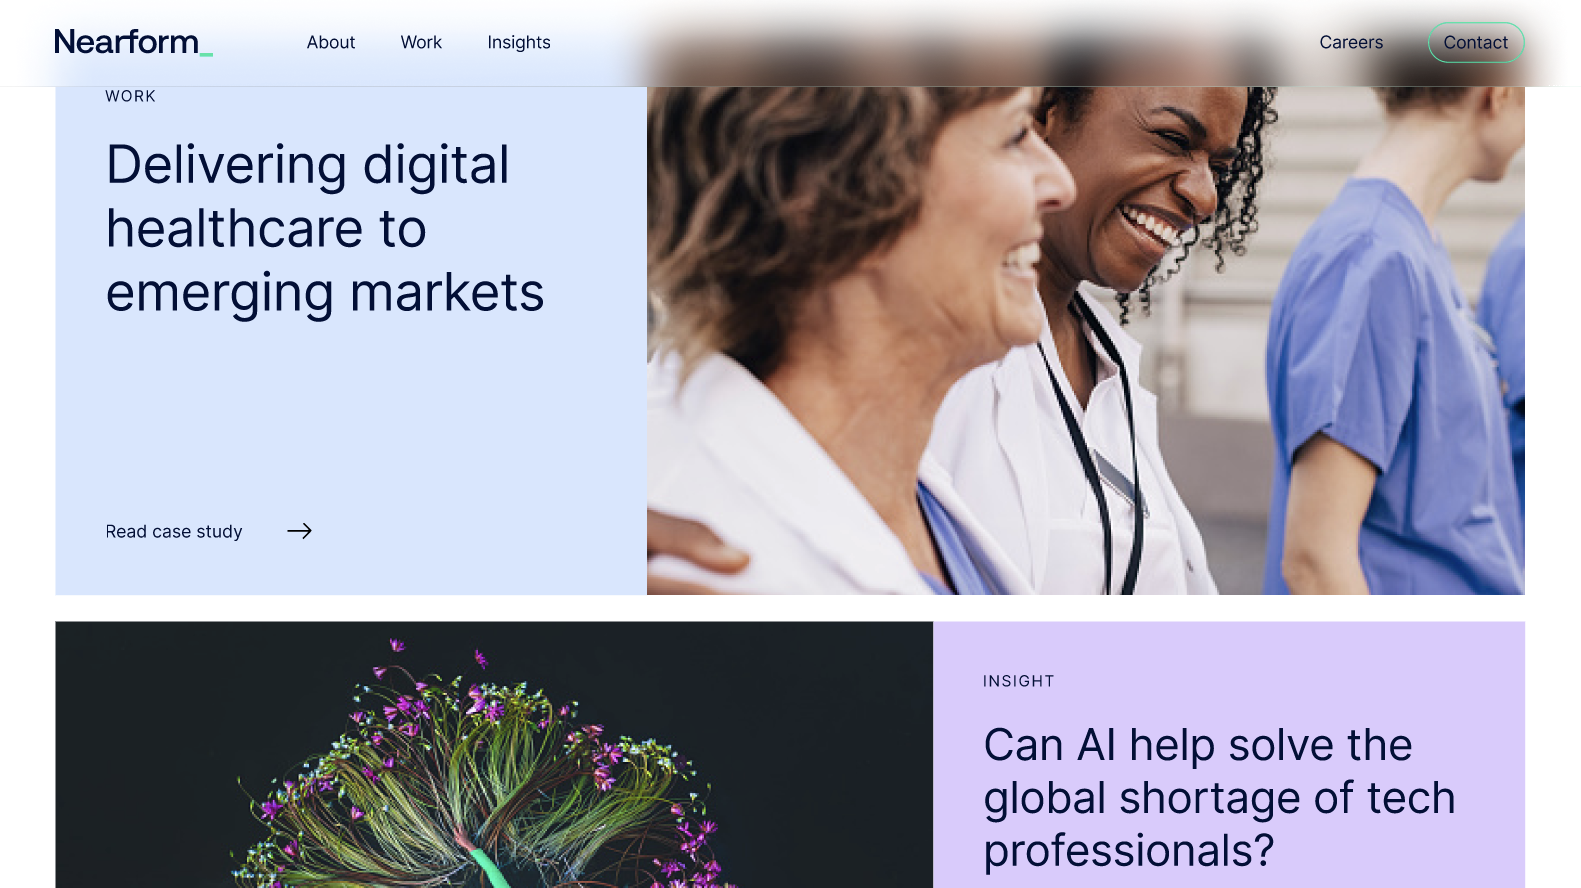 Nearform_
About
Work
Insights
Careers
Contact
WORK
Delivering digital
healthcare to
emerging markets
Read case study
INSIGHT
Can AI help solve the
global shortage of tech
professionals?